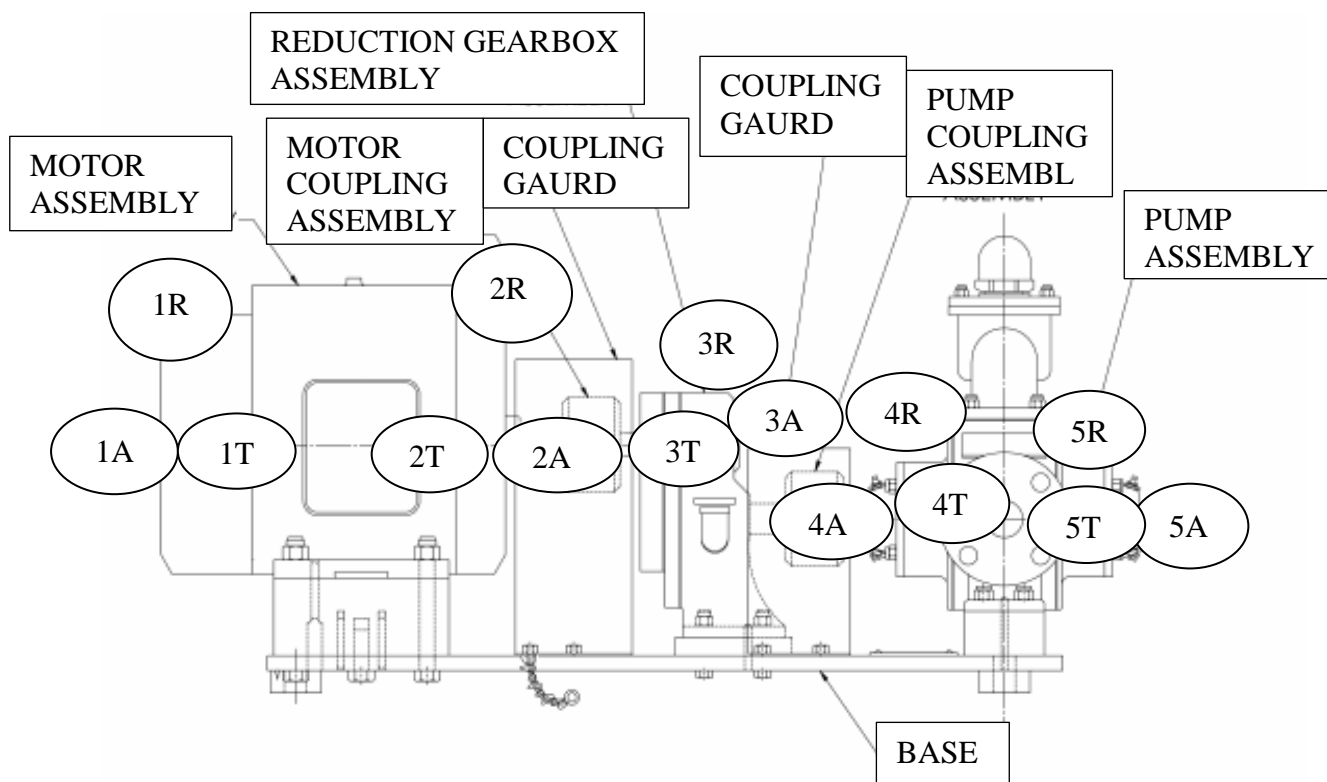 REDUCTION GEARBOX
ASSEMBLY
COUPLING
GAURD
PUMP
COUPLING
ASSEMBL
MOTOR
ASSEMBLY
MOTOR
COUPLING
ASSEMBLY
COUPLING
GAURD
PUMP
ASSEMBLY
1R
2R
3R
3A
4R
5R
1A
1T
2T
2A
3T
4A
4T
5T
5A
BASE